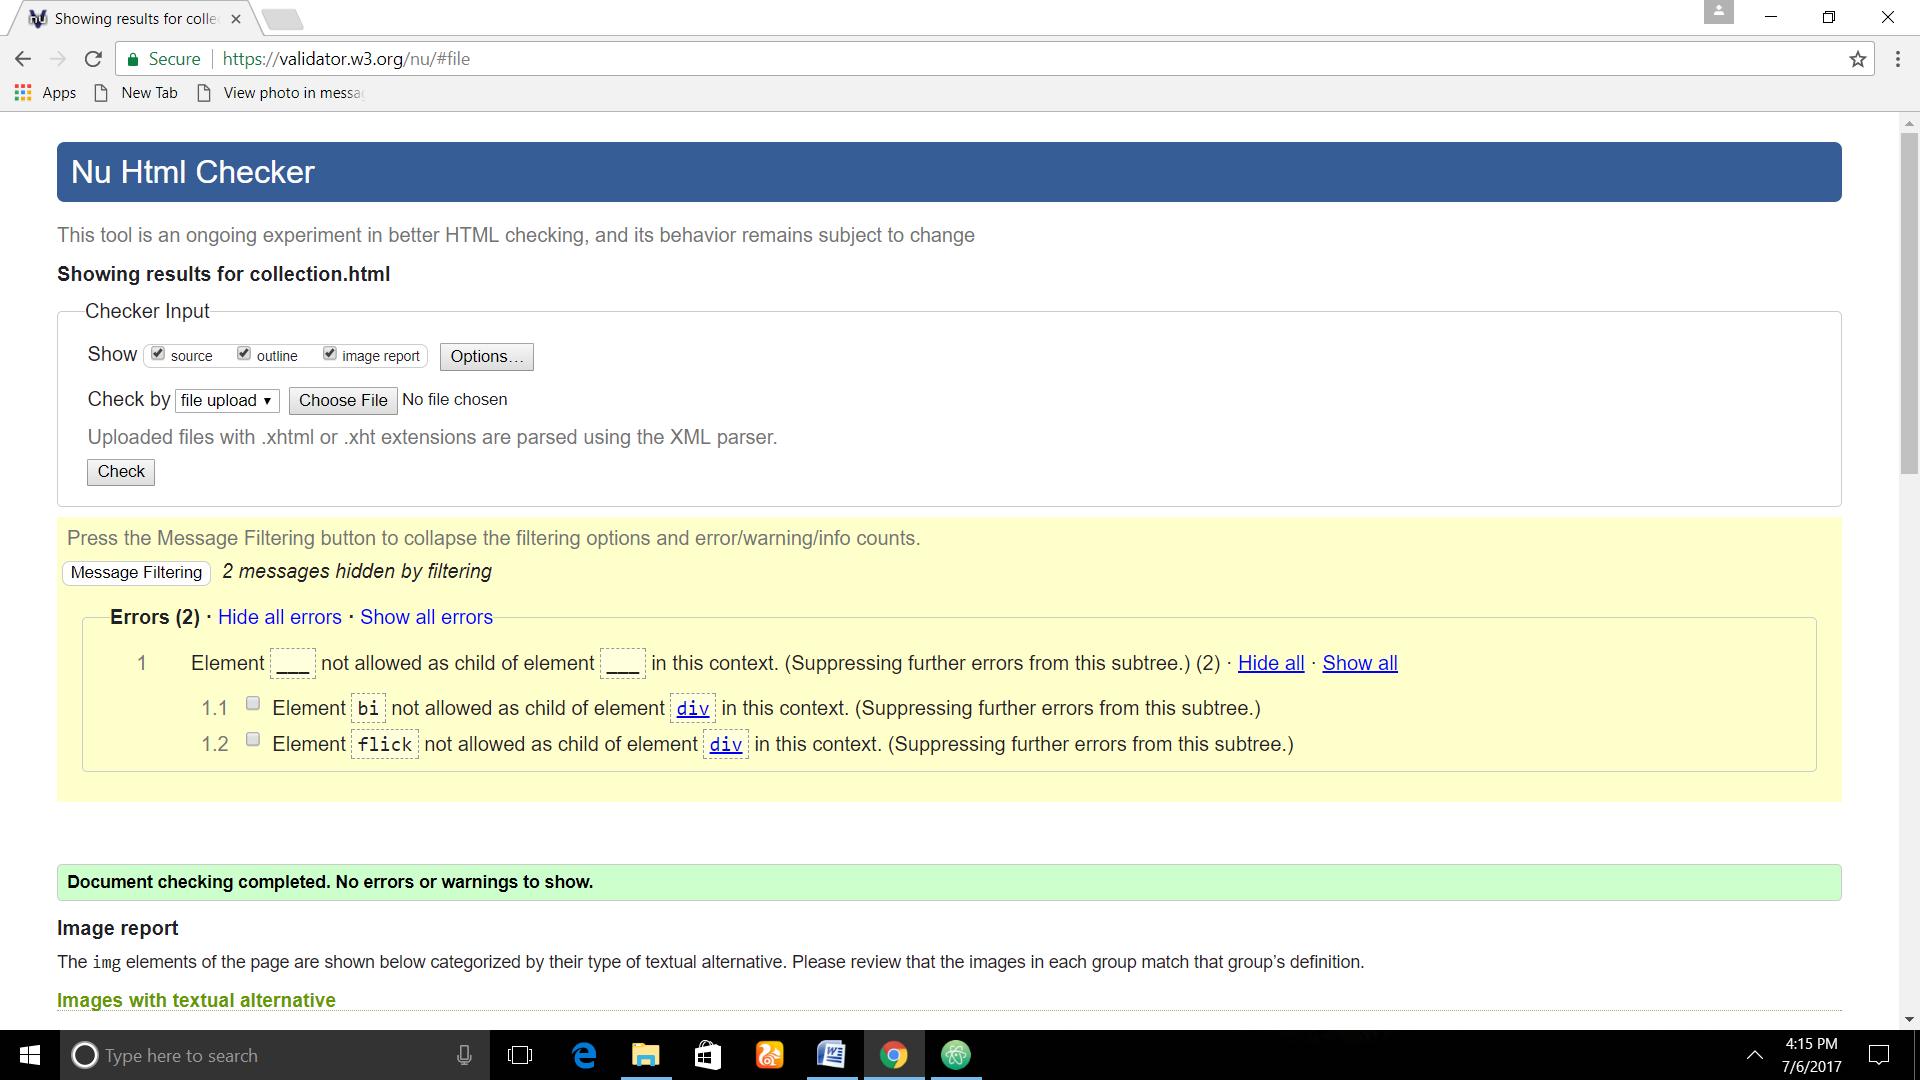 Showing results for colle
Secure https://validator.w3.org/nu/#file
Apps New Tab View photo in messa
Nu Html Checker
This tool is an ongoing experiment in better HTML checking, and its behavior remains subject to change
Showing results for collection.html
Checker Input
Show source outline image report Options...
Check by file upload Choose File No file chosen
Uploaded files with .xhtml or .xht extensions are parsed using the XML parser.
Check
Press the Message Filtering button to collapse the filtering options and error/warning/info counts.
Message Filtering 2 messages hidden by filtering
Errors (2) · Hide all errors · Show all errors
1 Element ___ not allowed as child of element ___ in this context. (Suppressing further errors from this subtree.) (2) · Hide all · Show all
1.1 Element bi not allowed as child of element div in this context. (Suppressing further errors from this subtree.)
1.2 Element flick not allowed as child of element div in this context. (Suppressing further errors from this subtree.)
Document checking completed. No errors or warnings to show.
Image report
The img elements of the page are shown below categorized by their type of textual alternative. Please review that the images in each group match that group’s definition.
Images with textual alternative
Type here to search
4:15 PM
7/6/2017